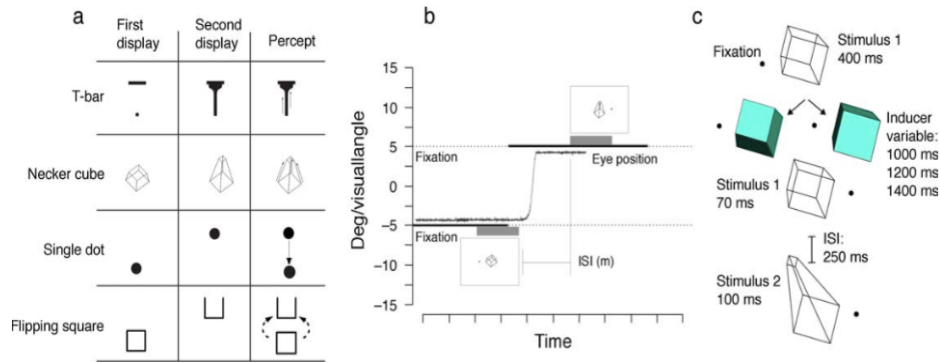 a
First
display
Second
display
Percept
T-bar
Necker cube
Single dot
Flipping square
b
15
10
5
0
−5
−10
−15
Deg/visuallangle
Fixation
Eye position
Fixation
ISI (m)
Time
c
Fixation
Stimulus 1
400 ms
Inducer
variable:
1000 ms
1200 ms
1400 ms
Stimulus 1
70 ms
ISI:
250 ms
Stimulus 2
100 ms